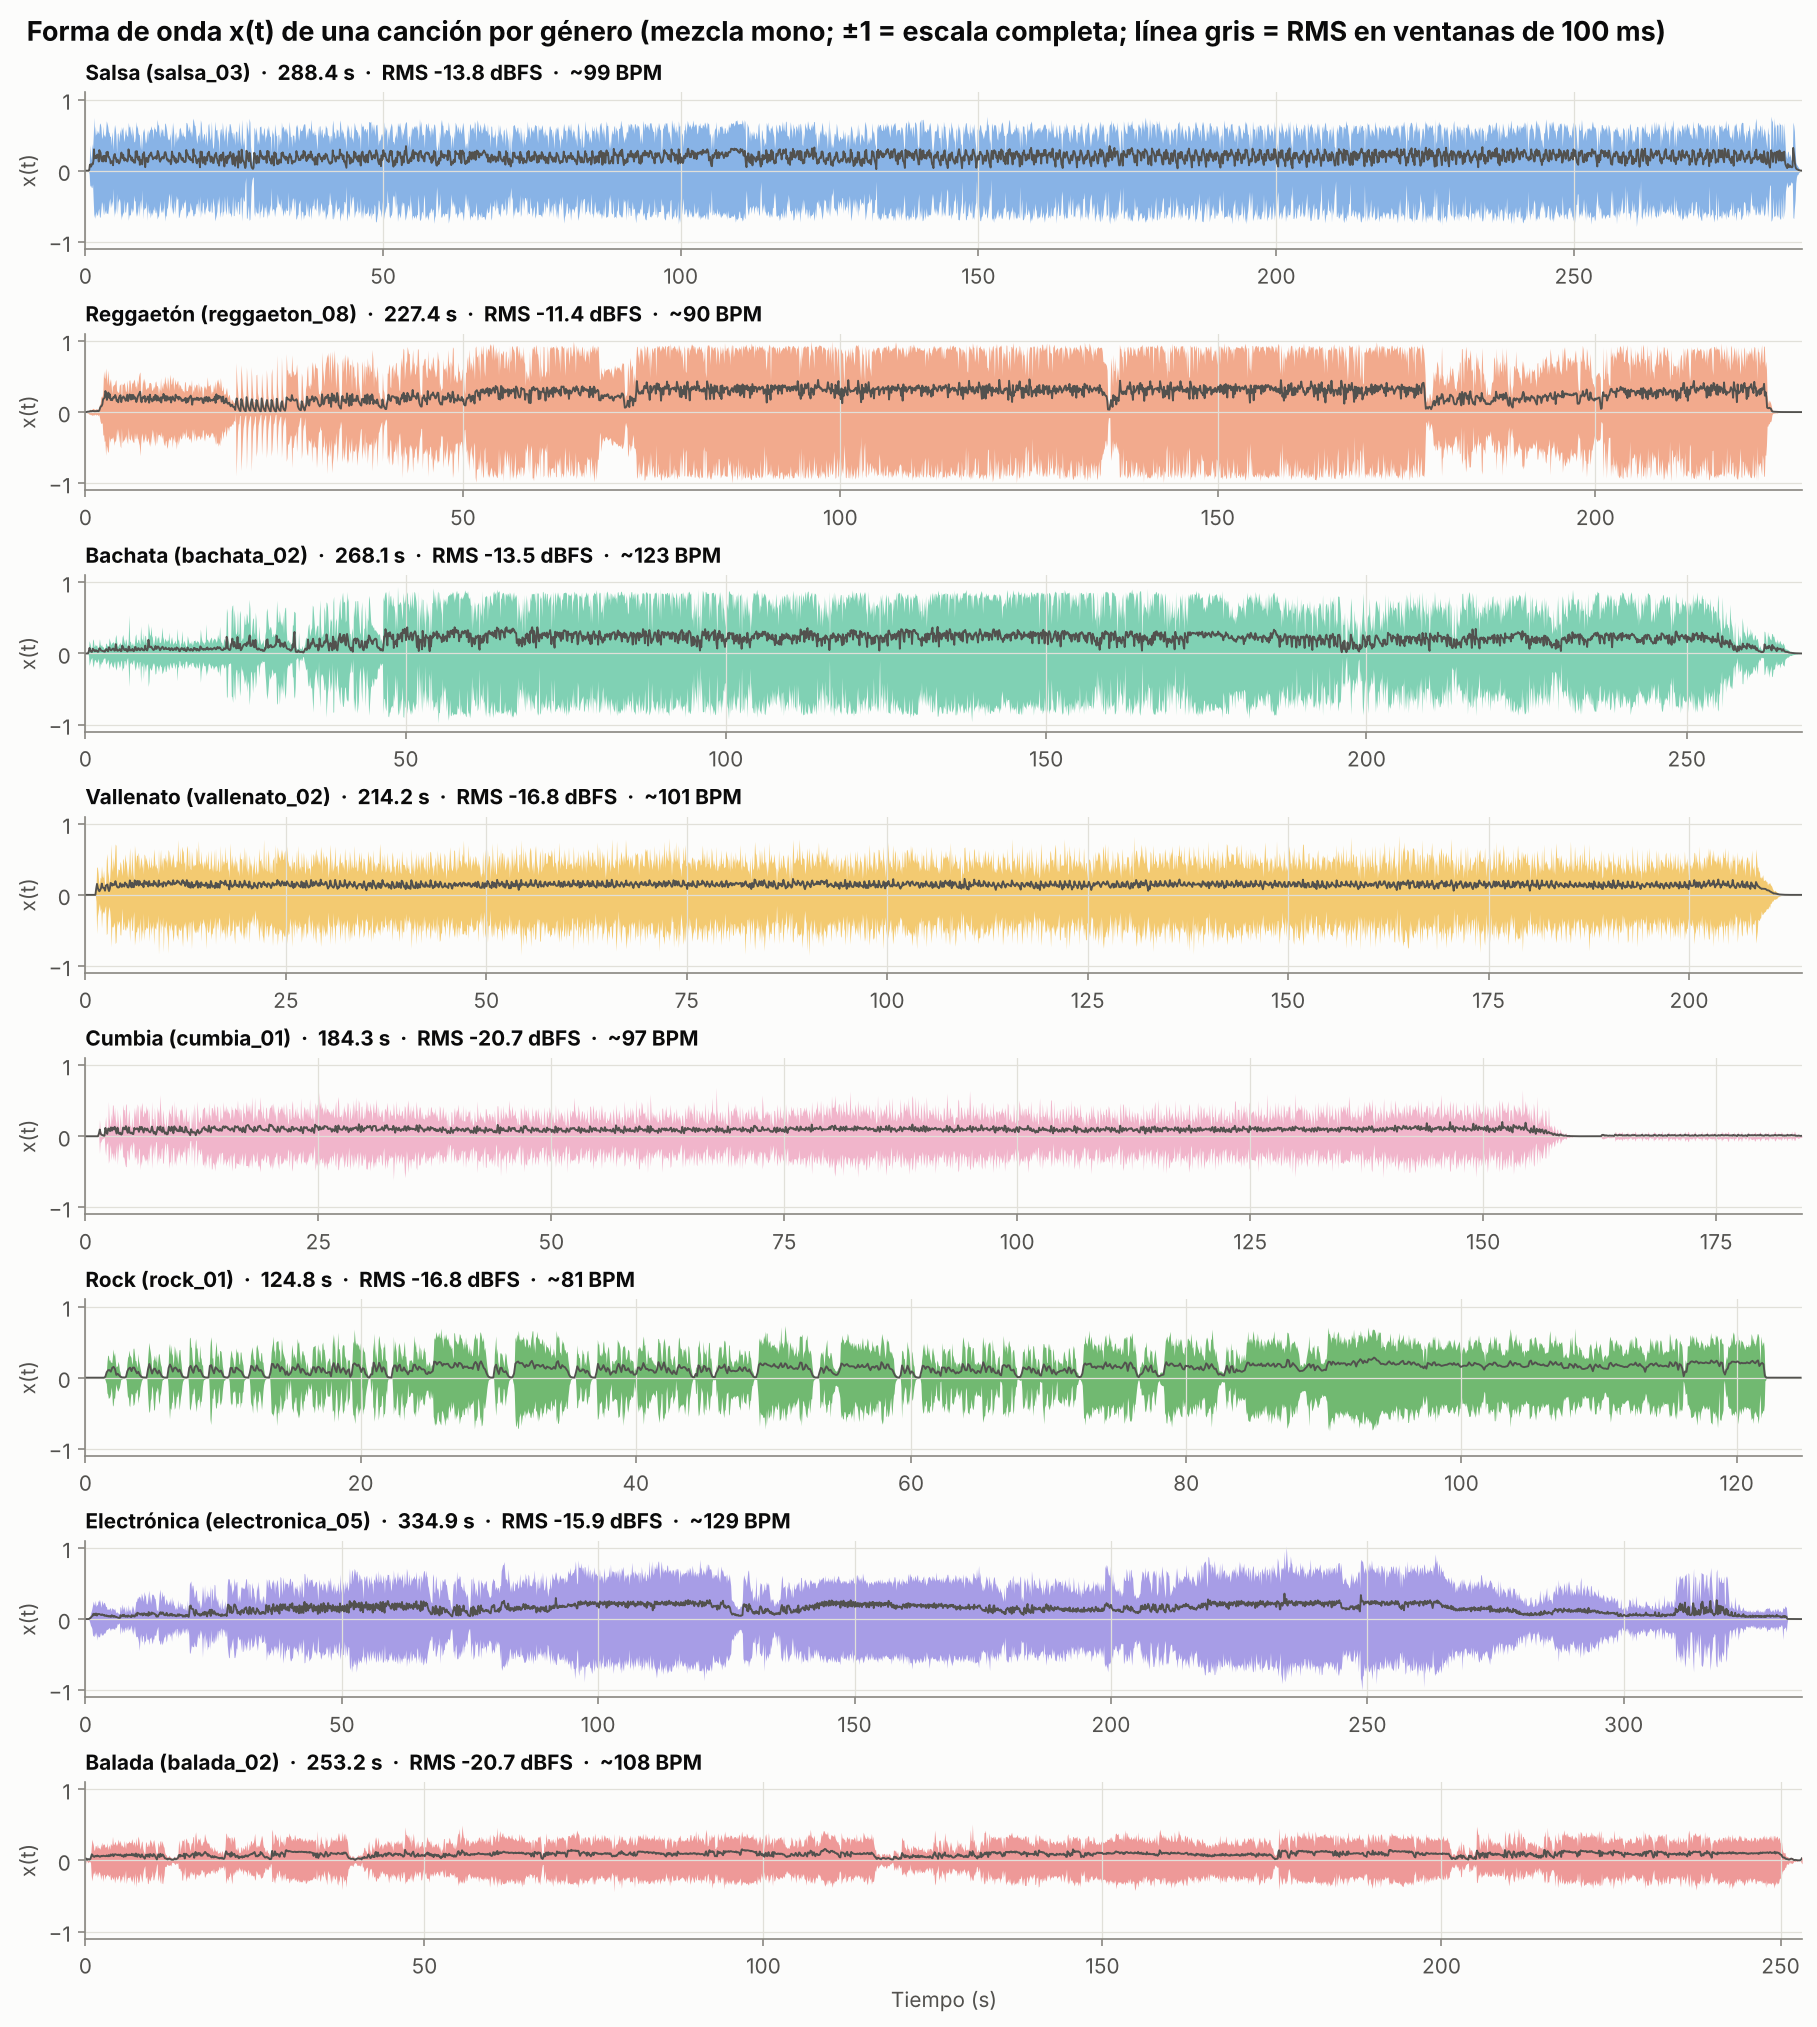 Forma de onda x(t) de una canción por género (mezcla mono; ±1 = escala completa; línea gris = RMS en ventanas de 100 ms)
Salsa (salsa_03) · 288.4 s · RMS -13.8 dBFS · ~99 BPM
1
x(t)
0
−1
0 50 100 150 200 250
Reggaetón (reggaeton_08) · 227.4 s · RMS -11.4 dBFS · ~90 BPM
1
x(t)
0
−1
0 50 100 150 200
Bachata (bachata_02) · 268.1 s · RMS -13.5 dBFS · ~123 BPM
1
x(t)
0
−1
0 50 100 150 200 250
Vallenato (vallenato_02) · 214.2 s · RMS -16.8 dBFS · ~101 BPM
1
x(t)
0
−1
0 25 50 75 100 125 150 175 200
Cumbia (cumbia_01) · 184.3 s · RMS -20.7 dBFS · ~97 BPM
1
x(t)
0
−1
0 25 50 75 100 125 150 175
Rock (rock_01) · 124.8 s · RMS -16.8 dBFS · ~81 BPM
1
x(t)
0
−1
0 20 40 60 80 100 120
Electrónica (electronica_05) · 334.9 s · RMS -15.9 dBFS · ~129 BPM
1
x(t)
0
−1
0 50 100 150 200 250 300
Balada (balada_02) · 253.2 s · RMS -20.7 dBFS · ~108 BPM
1
x(t)
0
−1
0 50 100 150 200 250
Tiempo (s)